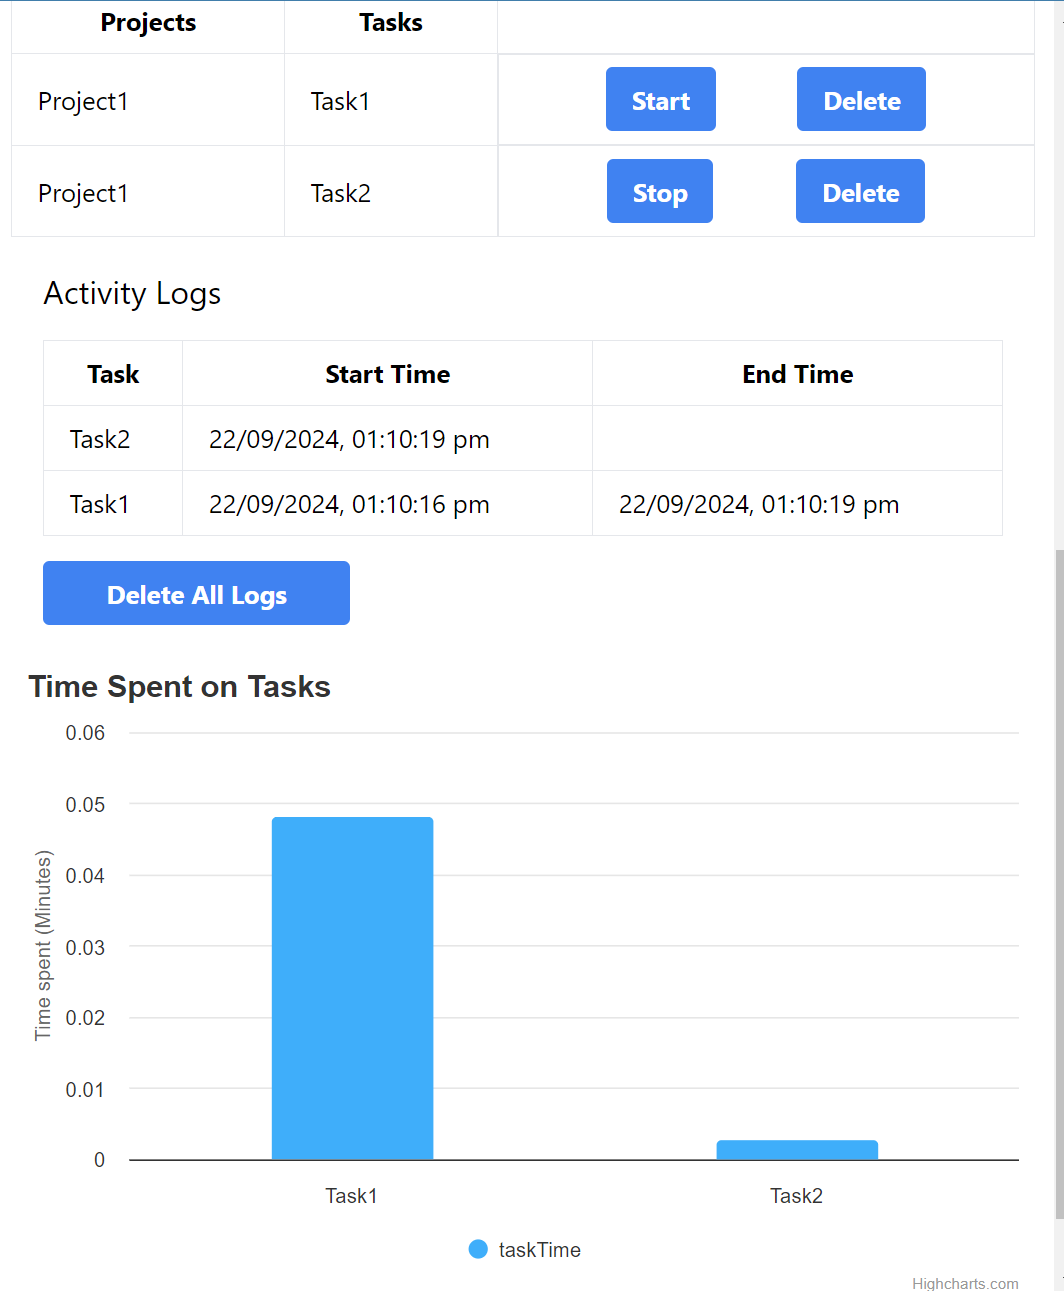 Projects Tasks
Project1 Task1 Start Delete
Project1 Task2 Stop Delete
Activity Logs
Task Start Time End Time
Task2 22/09/2024, 01:10:19 pm
Task1 22/09/2024, 01:10:16 pm 22/09/2024, 01:10:19 pm
Delete All Logs
Time Spent on Tasks
Time spent (Minutes)
0.06
0.05
0.04
0.03
0.02
0.01
0
Task1 Task2
taskTime
Highcharts.com